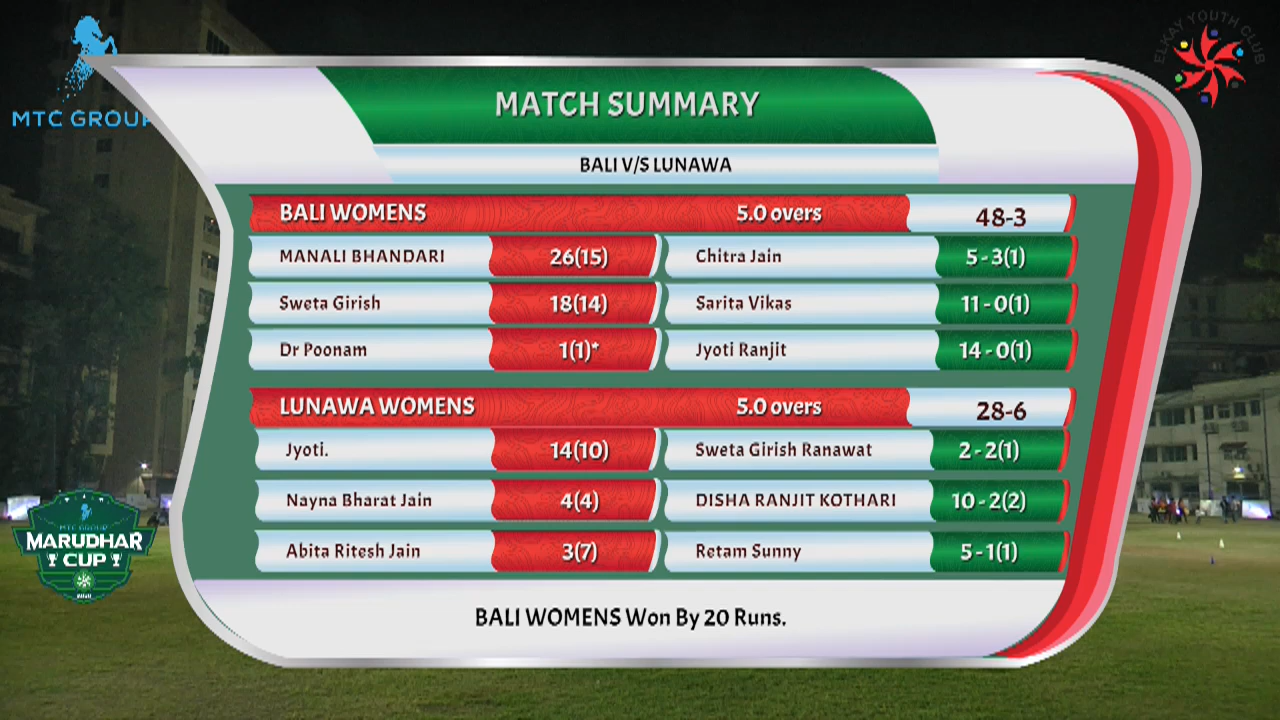 MTC GROUP
ELKAY YOUTH CLUB
MATCH SUMMARY
BALI V/S LUNAWA
BALI WOMENS 5.0 overs 48-3
MANALI BHANDARI 26(15) Chitra Jain 5 - 3(1)
Sweta Girish 18(14) Sarita Vikas 11 - 0(1)
Dr Poonam 1(1)* Jyoti Ranjit 14 - 0(1)
LUNAWA WOMENS 5.0 overs 28-6
Jyoti. 14(10) Sweta Girish Ranawat 2 - 2(1)
Nayna Bharat Jain 4(4) DISHA RANJIT KOTHARI 10 - 2(2)
Abita Ritesh Jain 3(7) Retam Sunny 5 - 1(1)
MTC GROUP
MARUDHAR
CUP
BALI WOMENS Won By 20 Runs.